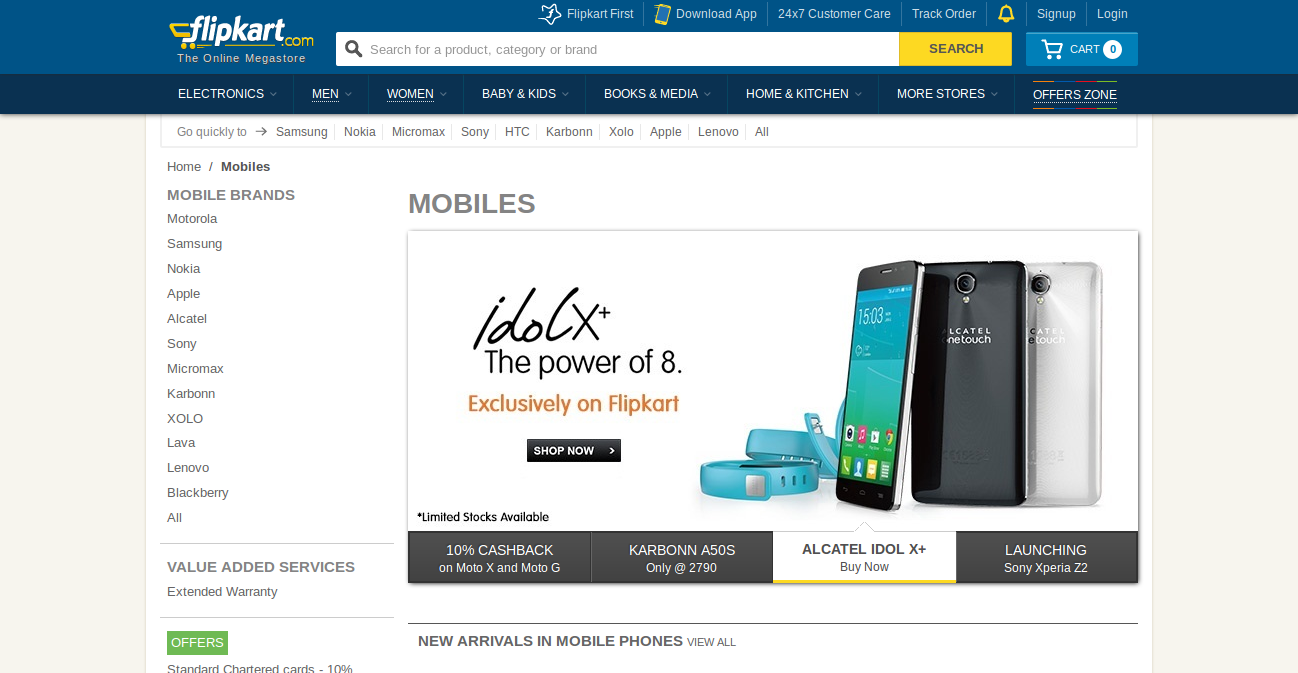 Flipkart First
Download App
24x7 Customer Care
Track Order
Signup
Login
flipkart.com
The Online Megastore
Search for a product, category or brand
SEARCH
CART 0
ELECTRONICS
MEN
WOMEN
BABY & KIDS
BOOKS & MEDIA
HOME & KITCHEN
MORE STORES
OFFERS ZONE
Go quickly to
Samsung
Nokia
Micromax
Sony
HTC
Karbonn
Xolo
Apple
Lenovo
All
Home / Mobiles
MOBILE BRANDS
Motorola
Samsung
Nokia
Apple
Alcatel
Sony
Micromax
Karbonn
XOLO
Lava
Lenovo
Blackberry
All
VALUE ADDED SERVICES
Extended Warranty
OFFERS
Standard Chartered cards - 10%
MOBILES
idol X+
The power of 8.
Exclusively on Flipkart
SHOP NOW
*Limited Stocks Available
15:03
ALCATEL
onetouch
10% CASHBACK
on Moto X and Moto G
KARBONN A50S
Only @ 2790
ALCATEL IDOL X+
Buy Now
LAUNCHING
Sony Xperia Z2
NEW ARRIVALS IN MOBILE PHONES VIEW ALL